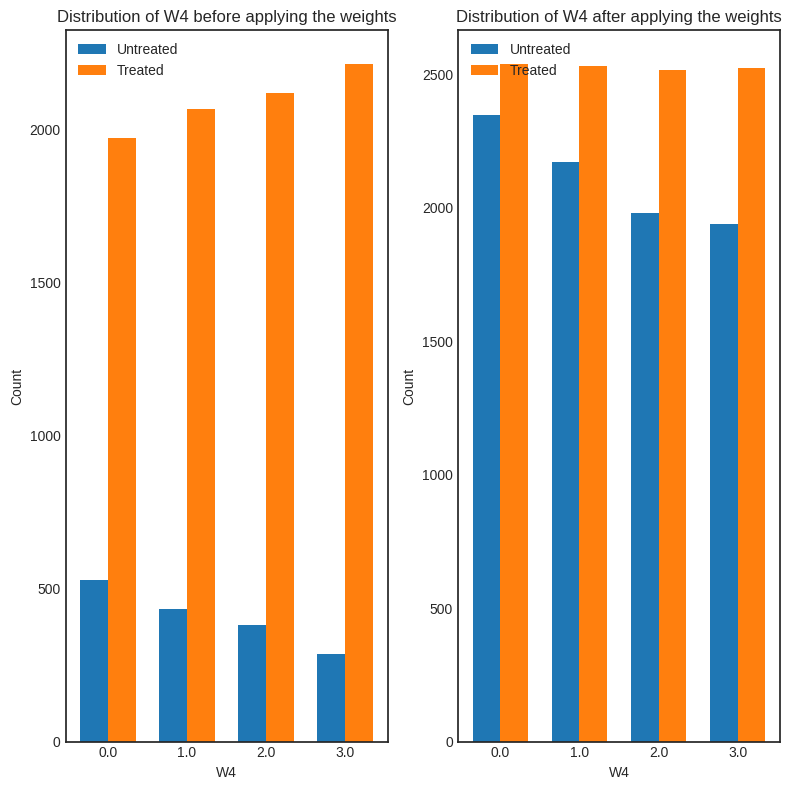 Distribution of W4 before applying the weights
Untreated
Treated
2000
1500
1000
500
0
Count
0.0 1.0 2.0 3.0
W4
Distribution of W4 after applying the weights
Untreated
Treated
2500
2000
1500
1000
500
0
Count
0.0 1.0 2.0 3.0
W4